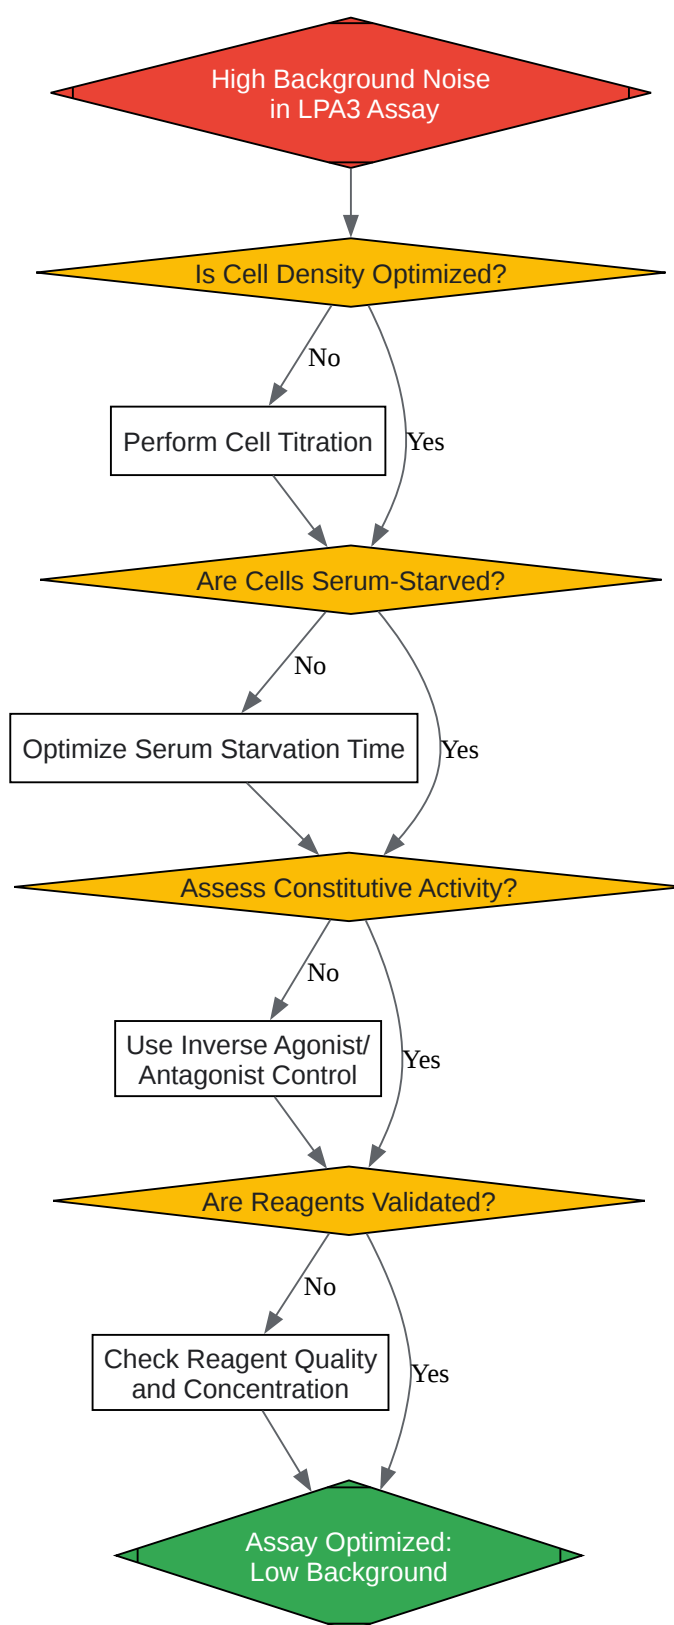 High Background Noise
in LPA3 Assay
Is Cell Density Optimized?
No
Perform Cell Titration
Yes
Are Cells Serum-Starved?
No
Optimize Serum Starvation Time
Yes
Assess Constitutive Activity?
No
Use Inverse Agonist/
Antagonist Control
Yes
Are Reagents Validated?
No
Check Reagent Quality
and Concentration
Yes
Assay Optimized:
Low Background